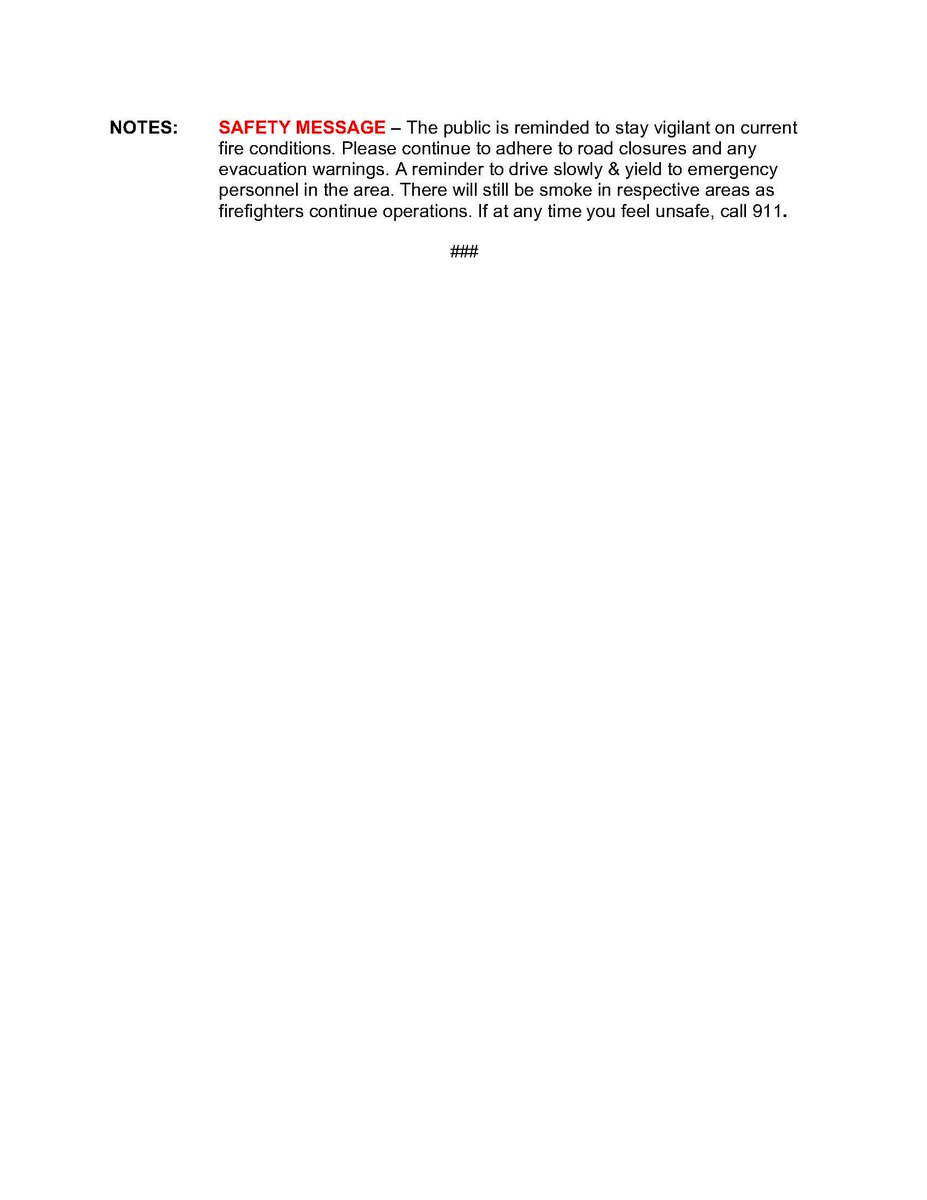 NOTES: SAFETY MESSAGE – The public is reminded to stay vigilant on current
fire conditions. Please continue to adhere to road closures and any
evacuation warnings. A reminder to drive slowly & yield to emergency
personnel in the area. There will still be smoke in respective areas as
firefighters continue operations. If at any time you feel unsafe, call 911.
###